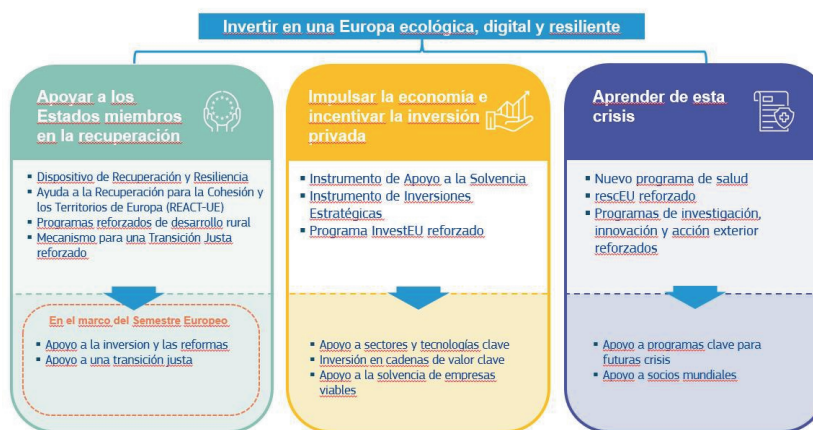 Invertir en una Europa ecológica, digital y resiliente
Apoyar a los
Estados miembros
en la recuperación
▪ Dispositivo de Recuperación y Resiliencia
▪ Ayuda a la Recuperación para la Cohesión y
los Territorios de Europa (REACT-UE)
▪ Programas reforzados de desarrollo rural
▪ Mecanismo para una Transición Justa
reforzado
En el marco del Semestre Europeo
▪ Apoyo a la inversion y las reformas
▪ Apoyo a una transición justa
Impulsar la economía e
incentivar la inversión
privada
▪ Instrumento de Apoyo a la Solvencia
▪ Instrumento de Inversiones
Estratégicas
▪ Programa InvestEU reforzado
▪ Apoyo a sectores y tecnologías clave
▪ Inversión en cadenas de valor clave
▪ Apoyo a la solvencia de empresas
viables
Aprender de esta
crisis
▪ Nuevo programa de salud
▪ rescEU reforzado
▪ Programas de investigación,
innovación y acción exterior
reforzados
▪ Apoyo a programas clave para
futuras crisis
▪ Apoyo a socios mundiales